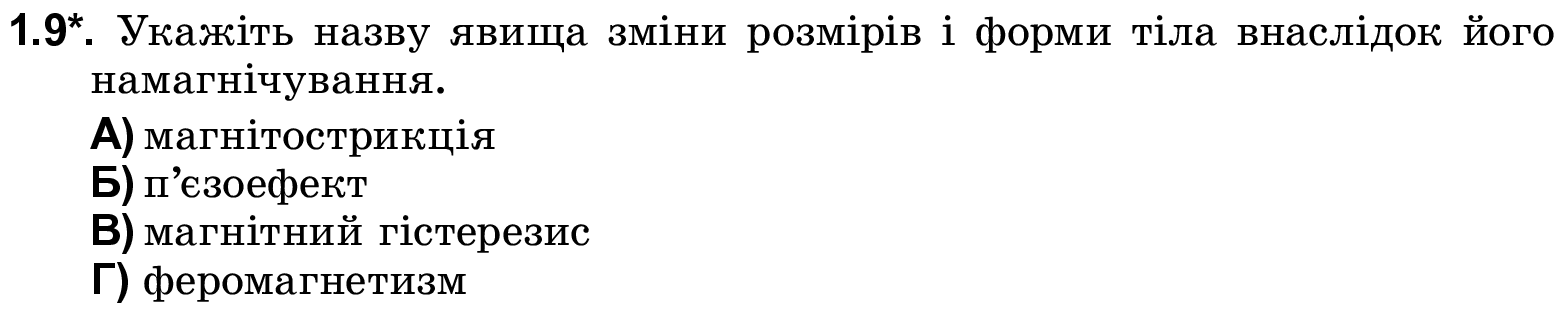 1.9*. Укажіть назву явища зміни розмірів і форми тіла внаслідок його
намагнічування.
А) магнітострикція
Б) п’єзоефект
В) магнітний гістерезис
Г) феромагнетизм